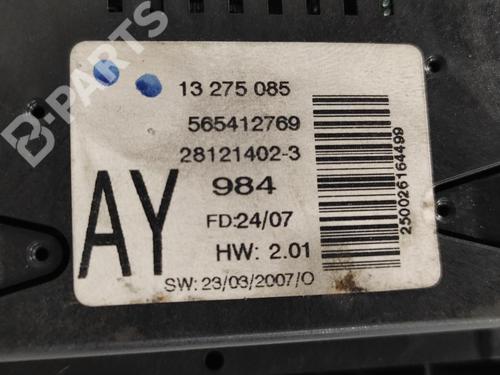 B-PARTS
13 275 085
565412769
28121402-3
AY
984
FD:24/07
HW: 2.01
SW: 23/03/2007/O
250026164499